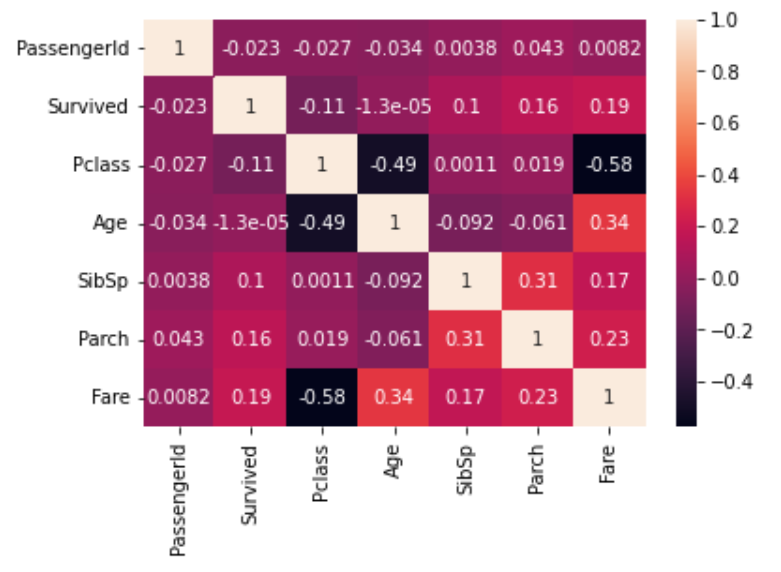 1.0
PassengerId 1 -0.023 -0.027 -0.034 0.0038 0.043 0.0082
0.8
Survived -0.023 1 -0.11 -1.3e-05 0.1 0.16 0.19
0.6
Pclass -0.027 -0.11 1 -0.49 0.0011 0.019 -0.58
0.4
Age -0.034 -1.3e-05 -0.49 1 -0.092 -0.061 0.34
0.2
SibSp 0.0038 0.1 0.0011 -0.092 1 0.31 0.17
0.0
Parch 0.043 0.16 0.019 -0.061 0.31 1 0.23
-0.2
Fare 0.0082 0.19 -0.58 0.34 0.17 0.23 1
-0.4
PassengerId
Survived
Pclass
Age
SibSp
Parch
Fare